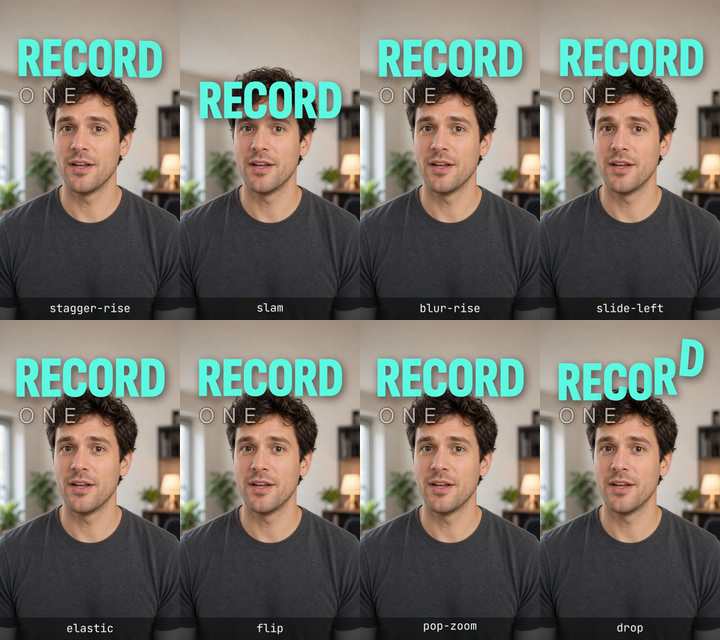 RECORD
ONE
stagger-rise
RECORD
slam
RECORD
ONE
blur-rise
RECORD
ONE
slide-left
RECORD
ONE
elastic
RECORD
ONE
flip
RECORD
ONE
pop-zoom
RECORD
ONE
drop